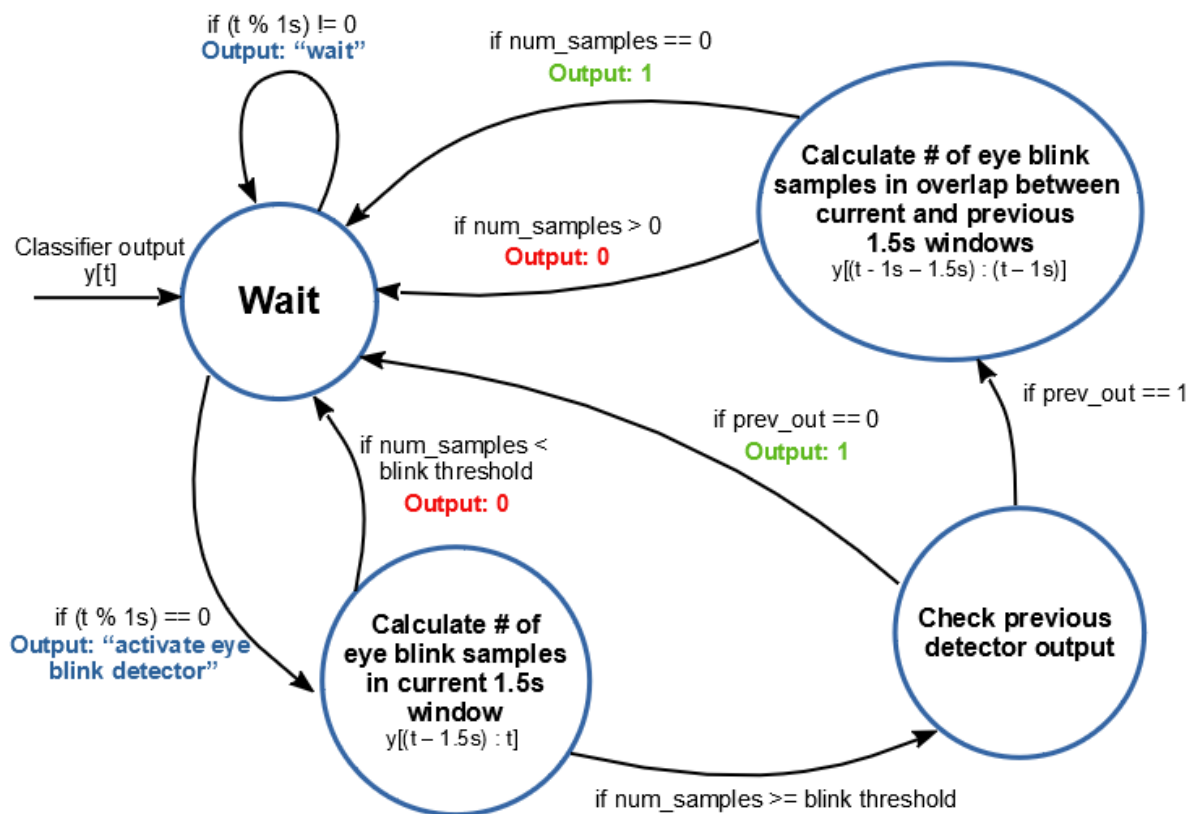 if (t % 1s) != 0
Output: “wait”
if num_samples == 0
Output: 1
Calculate # of eye blink
samples in overlap between
current and previous
1.5s windows
y[(t - 1s – 1.5s) : (t – 1s)]
if num_samples > 0
Output: 0
Classifier output
y[t]
Wait
if prev_out == 1
if prev_out == 0
Output: 1
if num_samples <
blink threshold
Output: 0
if (t % 1s) == 0
Output: “activate eye
blink detector”
Calculate # of
eye blink samples
in current 1.5s
window
y[(t – 1.5s) : t]
Check previous
detector output
if num_samples >= blink threshold